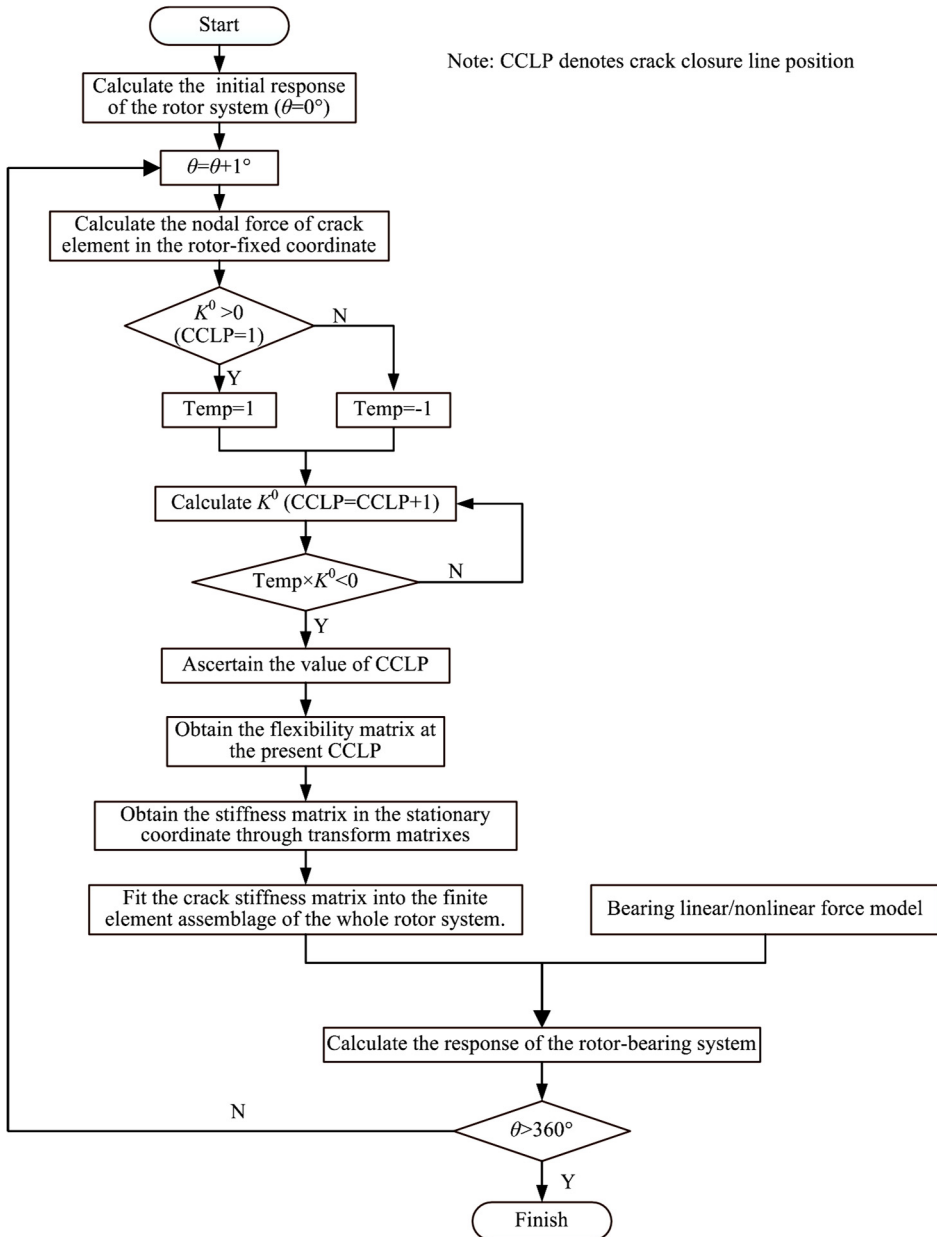 Start
Note: CCLP denotes crack closure line position
Calculate the initial response
of the rotor system (θ=0°)
θ=θ+1°
Calculate the nodal force of crack
element in the rotor-fixed coordinate
K⁰ >0
(CCLP=1)
N
Y
Temp=1
Temp=-1
Calculate K⁰ (CCLP=CCLP+1)
Temp×K⁰<0
N
Y
Ascertain the value of CCLP
Obtain the flexibility matrix at
the present CCLP
Obtain the stiffness matrix in the stationary
coordinate through transform matrixes
Fit the crack stiffness matrix into the finite
element assemblage of the whole rotor system.
Bearing linear/nonlinear force model
Calculate the response of the rotor-bearing system
N
θ>360°
Y
Finish